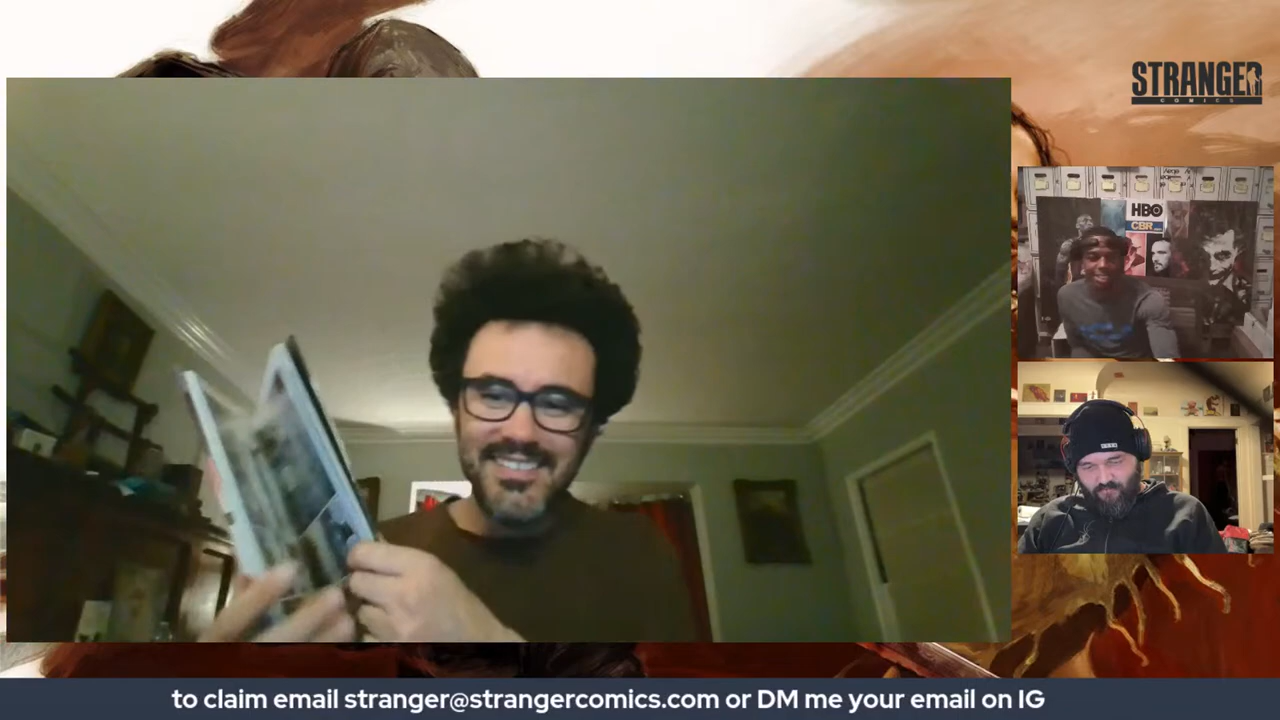 STRANGER
COMICS
HBO
CBR
to claim email stranger@strangercomics.com or DM me your email on IG